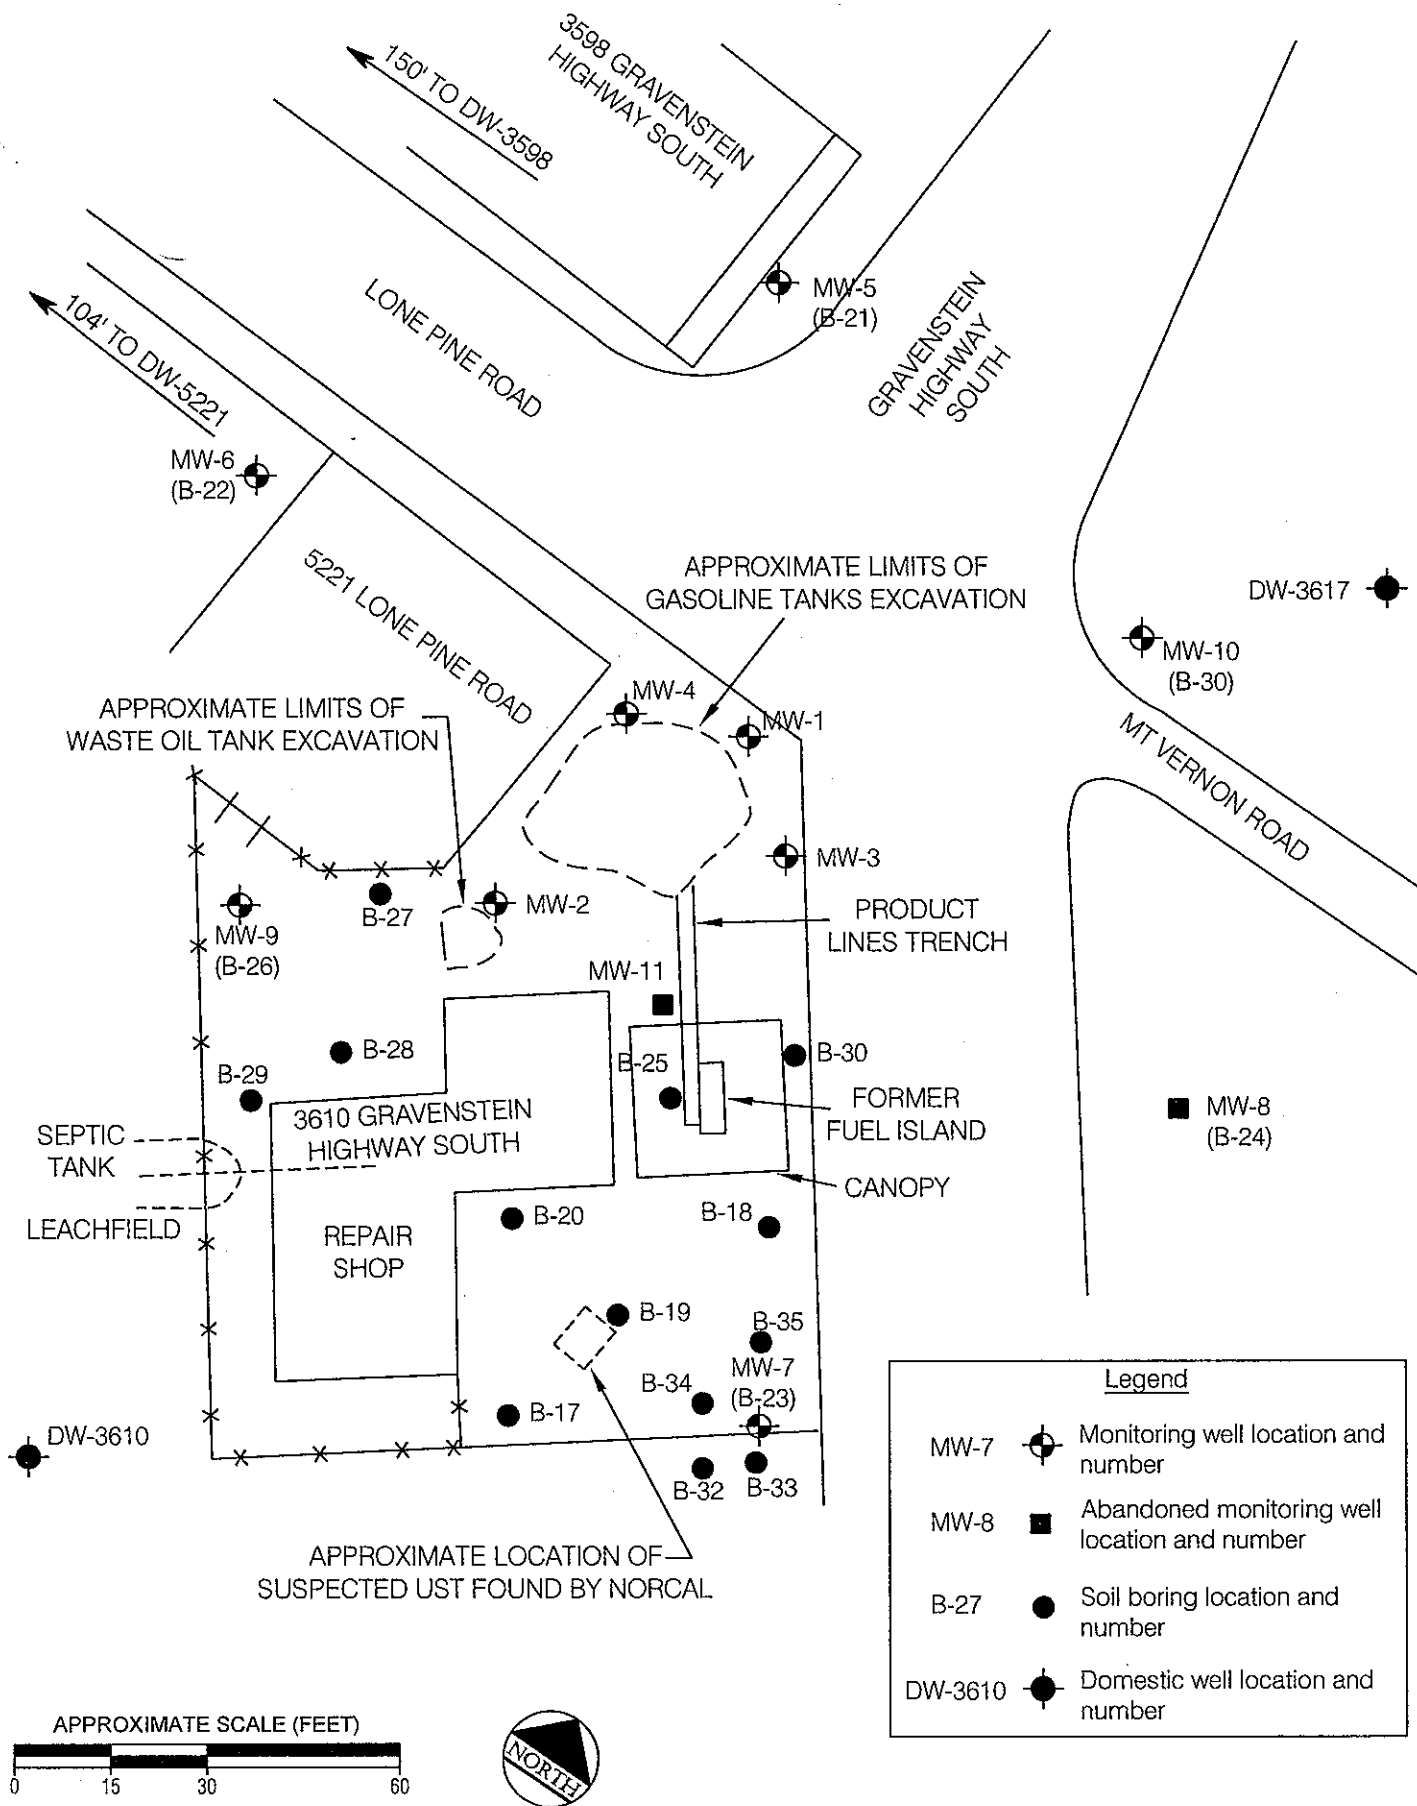 3598 GRAVENSTEIN
HIGHWAY SOUTH
150' TO DW-3598
MW-5
(B-21)
LONE PINE ROAD
GRAVENSTEIN
HIGHWAY
SOUTH
104' TO DW-5221
MW-6
(B-22)
5221 LONE PINE ROAD
APPROXIMATE LIMITS OF
GASOLINE TANKS EXCAVATION
DW-3617
MW-10
(B-30)
MT VERNON ROAD
MW-4
MW-1
APPROXIMATE LIMITS OF
WASTE OIL TANK EXCAVATION
MW-3
B-27
MW-2
MW-9
(B-26)
PRODUCT
LINES TRENCH
MW-11
B-28
B-30
B-25
B-29
FORMER
FUEL ISLAND
MW-8
(B-24)
3610 GRAVENSTEIN
HIGHWAY SOUTH
SEPTIC
TANK
CANOPY
LEACHFIELD
B-20
B-18
REPAIR
SHOP
B-19
B-35
MW-7
(B-23)
B-34
B-17
DW-3610
B-32
B-33
APPROXIMATE LOCATION OF
SUSPECTED UST FOUND BY NORCAL
Legend
MW-7
Monitoring well location and
number
MW-8
Abandoned monitoring well
location and number
B-27
Soil boring location and
number
DW-3610
Domestic well location and
number
APPROXIMATE SCALE (FEET)
0 15 30 60
NORTH